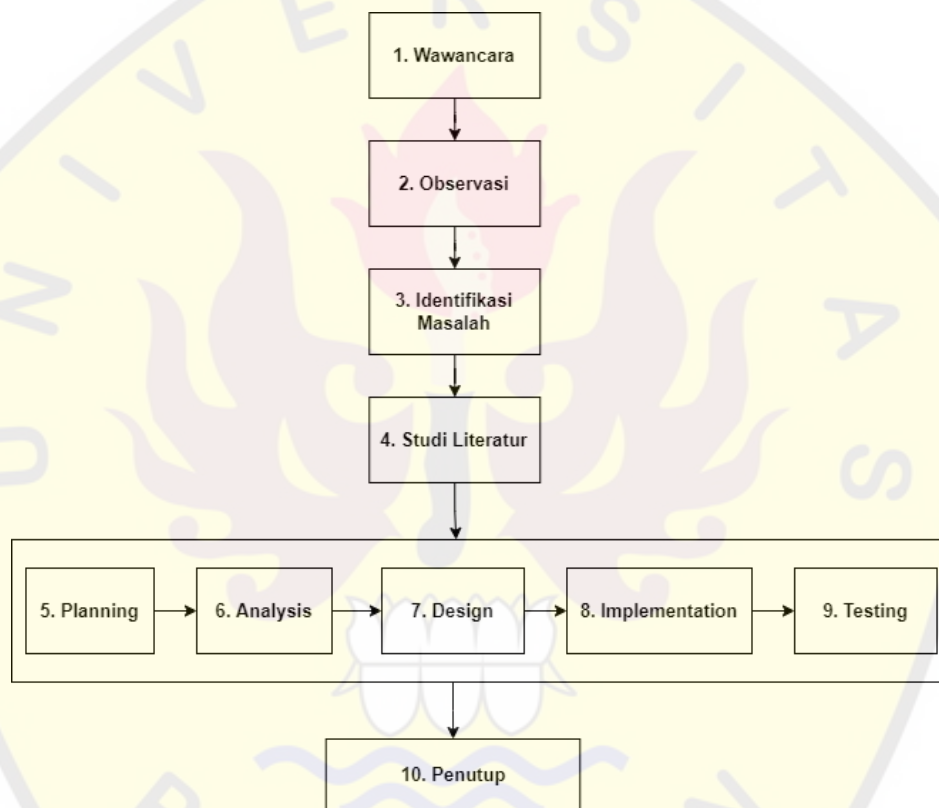 UNIVERSITAS
1. Wawancara
2. Observasi
3. Identifikasi
Masalah
4. Studi Literatur
5. Planning
6. Analysis
7. Design
8. Implementation
9. Testing
10. Penutup